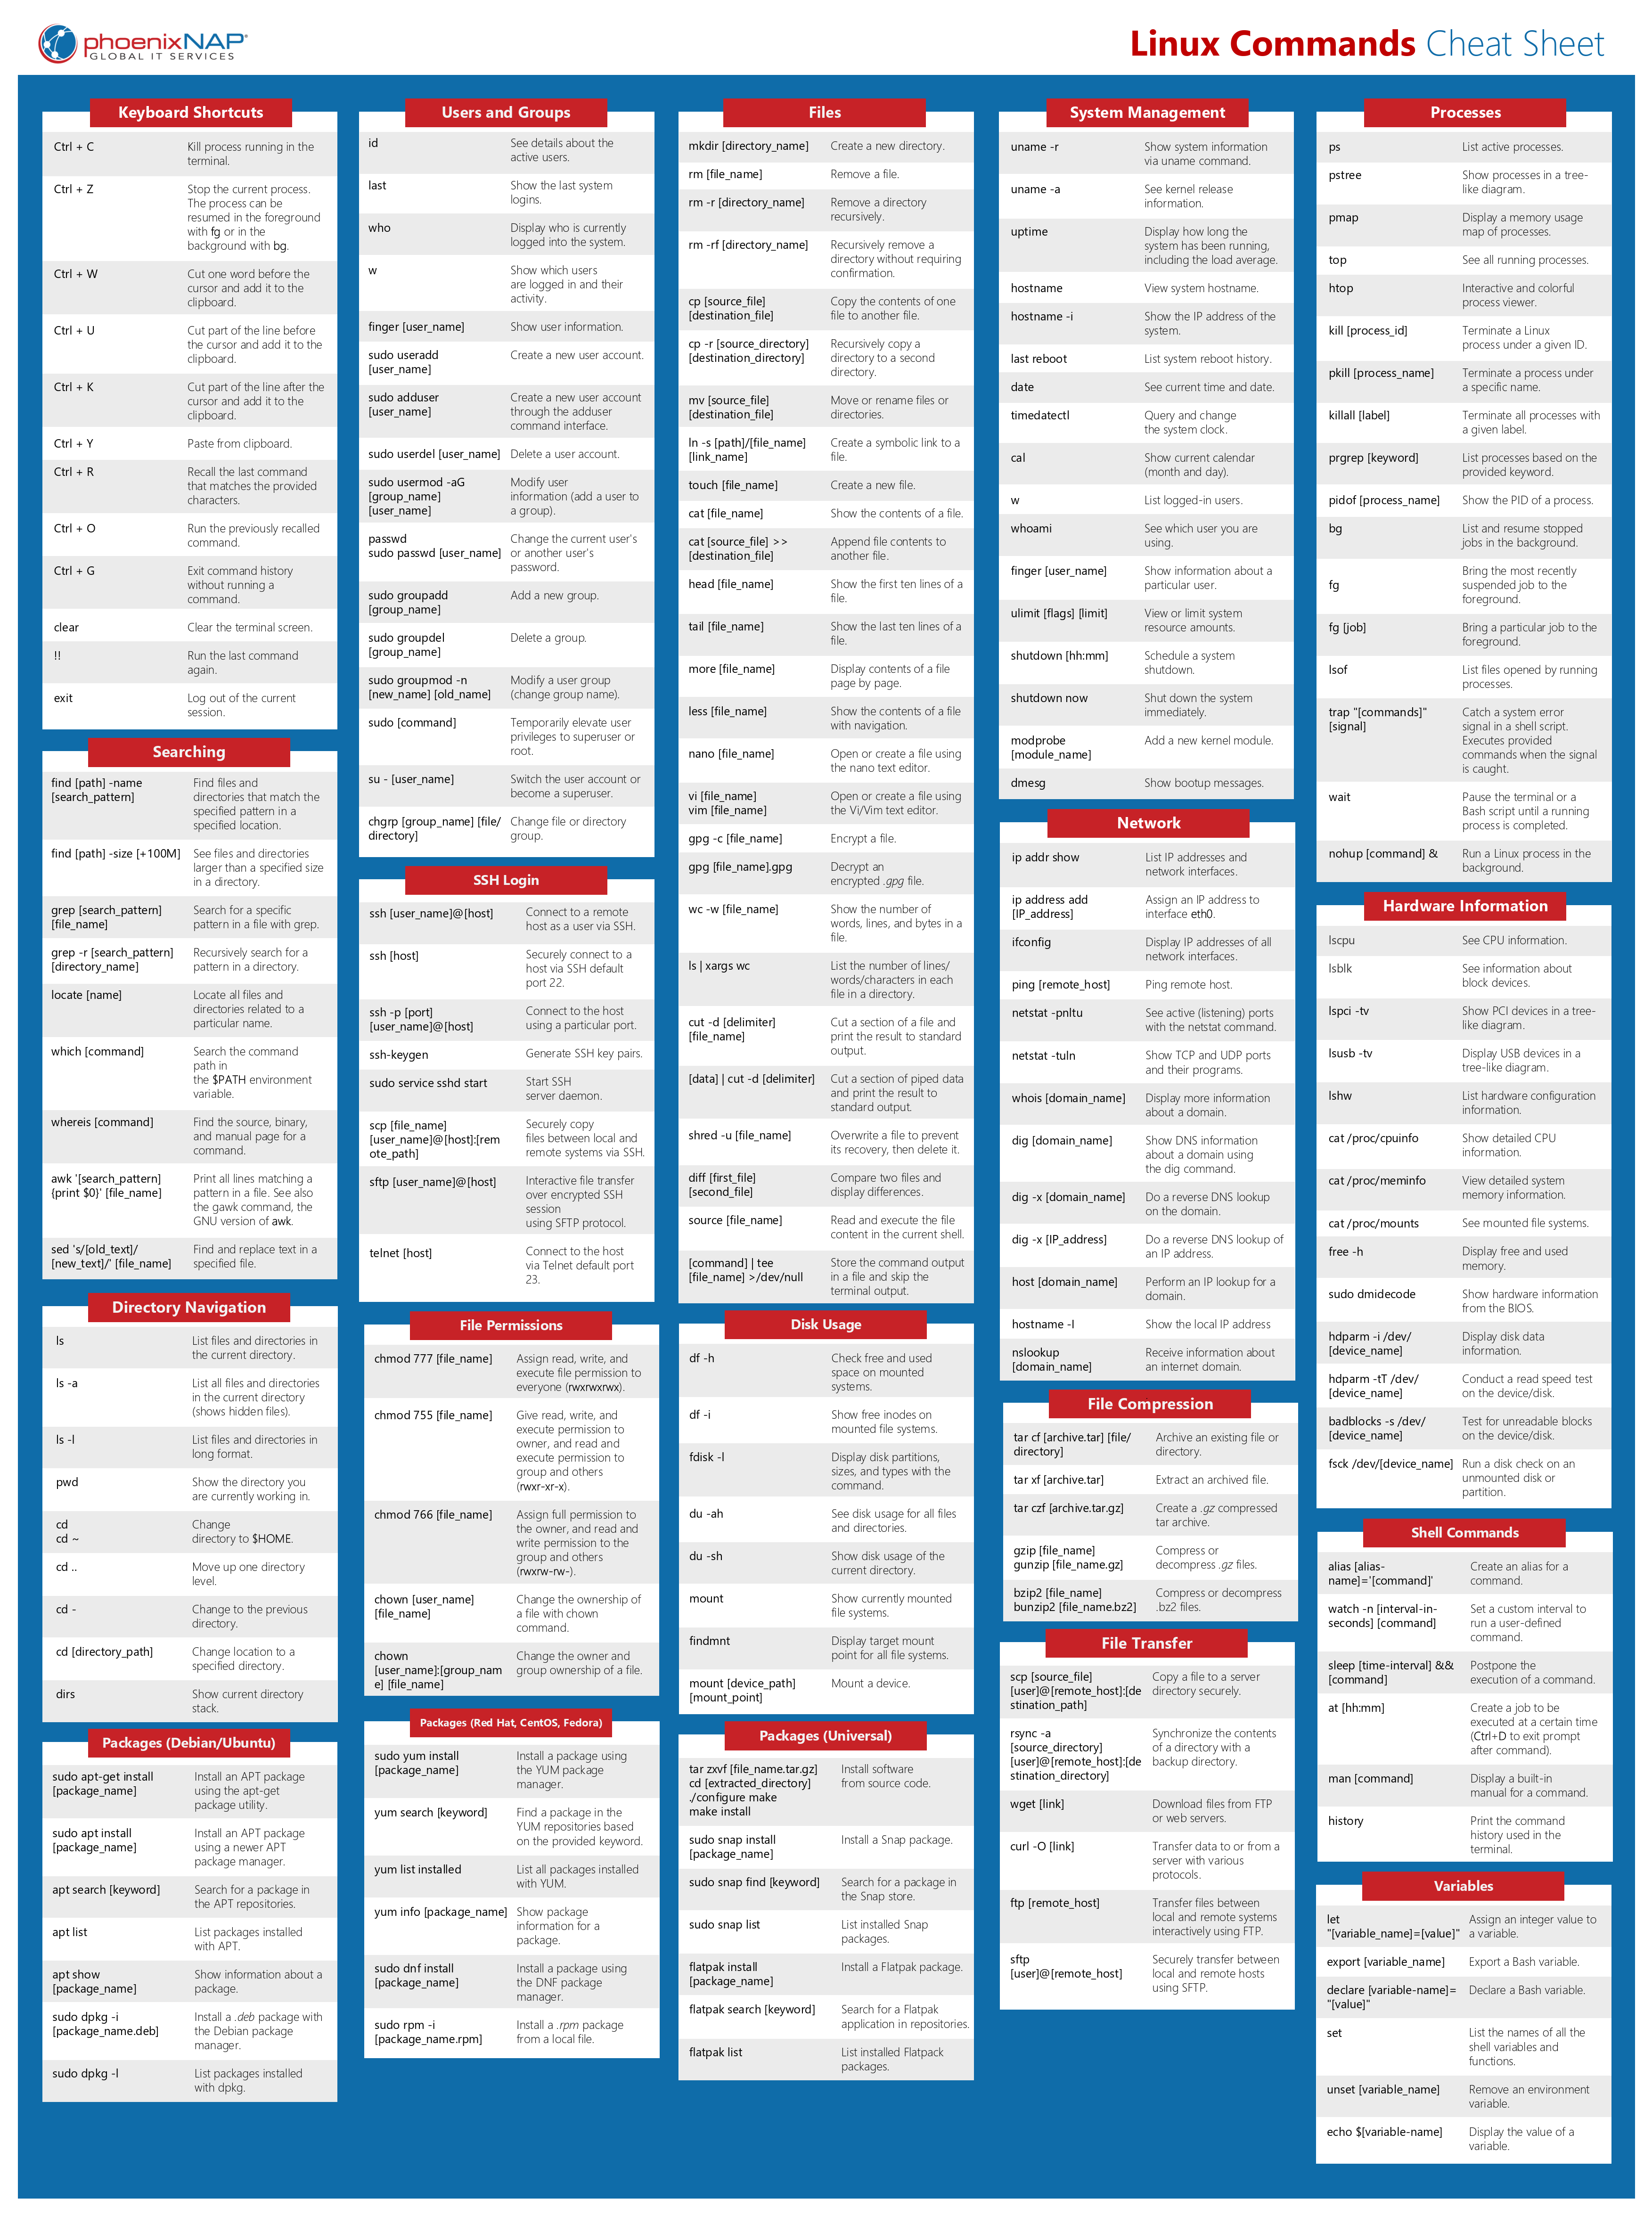 phoenixNAP
GLOBAL IT SERVICES
Linux Commands Cheat Sheet
Keyboard Shortcuts
Ctrl + C Kill process running in the
terminal.
Ctrl + Z Stop the current process.
The process can be
resumed in the foreground
with fg or in the
background with bg.
Ctrl + W Cut one word before the
cursor and add it to the
clipboard.
Ctrl + U Cut part of the line before
the cursor and add it to the
clipboard.
Ctrl + K Cut part of the line after the
cursor and add it to the
clipboard.
Ctrl + Y Paste from clipboard.
Ctrl + R Recall the last command
that matches the provided
characters.
Ctrl + O Run the previously recalled
command.
Ctrl + G Exit command history
without running a
command.
clear Clear the terminal screen.
!! Run the last command
again.
exit Log out of the current
session.
Searching
find [path] -name Find files and
[search_pattern] directories that match the
specified pattern in a
specified location.
find [path] -size [+100M] See files and directories
larger than a specified size
in a directory.
grep [search_pattern] Search for a specific
[file_name] pattern in a file with grep.
grep -r [search_pattern] Recursively search for a
[directory_name] pattern in a directory.
locate [name] Locate all files and
directories related to a
particular name.
which [command] Search the command
path in
the $PATH environment
variable.
whereis [command] Find the source, binary,
and manual page for a
command.
awk '[search_pattern] Print all lines matching a
{print $0}' [file_name] pattern in a file. See also
the gawk command, the
GNU version of awk.
sed 's/[old_text]/ Find and replace text in a
[new_text]/' [file_name] specified file.
Directory Navigation
ls List files and directories in
the current directory.
ls -a List all files and directories
in the current directory
(shows hidden files).
ls -l List files and directories in
long format.
pwd Show the directory you
are currently working in.
cd Change
cd ~ directory to $HOME.
cd .. Move up one directory
level.
cd - Change to the previous
directory.
cd [directory_path] Change location to a
specified directory.
dirs Show current directory
stack.
Packages (Debian/Ubuntu)
sudo apt-get install Install an APT package
[package_name] using the apt-get
package utility.
sudo apt install Install an APT package
[package_name] using a newer APT
package manager.
apt search [keyword] Search for a package in
the APT repositories.
apt list List packages installed
with APT.
apt show Show information about a
[package_name] package.
sudo dpkg -i Install a .deb package with
[package_name.deb] the Debian package
manager.
sudo dpkg -l List packages installed
with dpkg.
Users and Groups
id See details about the
active users.
last Show the last system
logins.
who Display who is currently
logged into the system.
w Show which users
are logged in and their
activity.
finger [user_name] Show user information.
sudo useradd Create a new user account.
[user_name]
sudo adduser Create a new user account
[user_name] through the adduser
command interface.
sudo userdel [user_name] Delete a user account.
sudo usermod -aG Modify user
[group_name] information (add a user to
[user_name] a group).
passwd Change the current user's
sudo passwd [user_name] or another user's
password.
sudo groupadd Add a new group.
[group_name]
sudo groupdel Delete a group.
[group_name]
sudo groupmod -n Modify a user group
[new_name] [old_name] (change group name).
sudo [command] Temporarily elevate user
privileges to superuser or
root.
su - [user_name] Switch the user account or
become a superuser.
chgrp [group_name] [file/ Change file or directory
directory] group.
SSH Login
ssh [user_name]@[host] Connect to a remote
host as a user via SSH.
ssh [host] Securely connect to a
host via SSH default
port 22.
ssh -p [port] Connect to the host
[user_name]@[host] using a particular port.
ssh-keygen Generate SSH key pairs.
sudo service sshd start Start SSH
server daemon.
scp [file_name] Securely copy
[user_name]@[host]:[rem files between local and
ote_path] remote systems via SSH.
sftp [user_name]@[host] Interactive file transfer
over encrypted SSH
session
using SFTP protocol.
telnet [host] Connect to the host
via Telnet default port
23.
File Permissions
chmod 777 [file_name] Assign read, write, and
execute file permission to
everyone (rwxrwxrwx).
chmod 755 [file_name] Give read, write, and
execute permission to
owner, and read and
execute permission to
group and others
(rwxr-xr-x).
chmod 766 [file_name] Assign full permission to
the owner, and read and
write permission to the
group and others
(rwxrw-rw-).
chown [user_name] Change the ownership of
[file_name] a file with chown
command.
chown Change the owner and
[user_name]:[group_nam group ownership of a file.
e] [file_name]
Packages (Red Hat, CentOS, Fedora)
sudo yum install Install a package using
[package_name] the YUM package
manager.
yum search [keyword] Find a package in the
YUM repositories based
on the provided keyword.
yum list installed List all packages installed
with YUM.
yum info [package_name] Show package
information for a
package.
sudo dnf install Install a package using
[package_name] the DNF package
manager.
sudo rpm -i Install a .rpm package
[package_name.rpm] from a local file.
Files
mkdir [directory_name] Create a new directory.
rm [file_name] Remove a file.
rm -r [directory_name] Remove a directory
recursively.
rm -rf [directory_name] Recursively remove a
directory without requiring
confirmation.
cp [source_file] Copy the contents of one
[destination_file] file to another file.
cp -r [source_directory] Recursively copy a
[destination_directory] directory to a second
directory.
mv [source_file] Move or rename files or
[destination_file] directories.
ln -s [path]/[file_name] Create a symbolic link to a
[link_name] file.
touch [file_name] Create a new file.
cat [file_name] Show the contents of a file.
cat [source_file] >> Append file contents to
[destination_file] another file.
head [file_name] Show the first ten lines of a
file.
tail [file_name] Show the last ten lines of a
file.
more [file_name] Display contents of a file
page by page.
less [file_name] Show the contents of a file
with navigation.
nano [file_name] Open or create a file using
the nano text editor.
vi [file_name] Open or create a file using
vim [file_name] the Vi/Vim text editor.
gpg -c [file_name] Encrypt a file.
gpg [file_name].gpg Decrypt an
encrypted .gpg file.
wc -w [file_name] Show the number of
words, lines, and bytes in a
file.
ls | xargs wc List the number of lines/
words/characters in each
file in a directory.
cut -d [delimiter] Cut a section of a file and
[file_name] print the result to standard
output.
[data] | cut -d [delimiter] Cut a section of piped data
and print the result to
standard output.
shred -u [file_name] Overwrite a file to prevent
its recovery, then delete it.
diff [first_file] Compare two files and
[second_file] display differences.
source [file_name] Read and execute the file
content in the current shell.
[command] | tee Store the command output
[file_name] >/dev/null in a file and skip the
terminal output.
Disk Usage
df -h Check free and used
space on mounted
systems.
df -i Show free inodes on
mounted file systems.
fdisk -l Display disk partitions,
sizes, and types with the
command.
du -ah See disk usage for all files
and directories.
du -sh Show disk usage of the
current directory.
mount Show currently mounted
file systems.
findmnt Display target mount
point for all file systems.
mount [device_path] Mount a device.
[mount_point]
Packages (Universal)
tar zxvf [file_name.tar.gz] Install software
cd [extracted_directory] from source code.
./configure make
make install
sudo snap install Install a Snap package.
[package_name]
sudo snap find [keyword] Search for a package in
the Snap store.
sudo snap list List installed Snap
packages.
flatpak install Install a Flatpak package.
[package_name]
flatpak search [keyword] Search for a Flatpak
application in repositories.
flatpak list List installed Flatpack
packages.
System Management
uname -r Show system information
via uname command.
uname -a See kernel release
information.
uptime Display how long the
system has been running,
including the load average.
hostname View system hostname.
hostname -i Show the IP address of the
system.
last reboot List system reboot history.
date See current time and date.
timedatectl Query and change
the system clock.
cal Show current calendar
(month and day).
w List logged-in users.
whoami See which user you are
using.
finger [user_name] Show information about a
particular user.
ulimit [flags] [limit] View or limit system
resource amounts.
shutdown [hh:mm] Schedule a system
shutdown.
shutdown now Shut down the system
immediately.
modprobe Add a new kernel module.
[module_name]
dmesg Show bootup messages.
Network
ip addr show List IP addresses and
network interfaces.
ip address add Assign an IP address to
[IP_address] interface eth0.
ifconfig Display IP addresses of all
network interfaces.
ping [remote_host] Ping remote host.
netstat -pnltu See active (listening) ports
with the netstat command.
netstat -tuln Show TCP and UDP ports
and their programs.
whois [domain_name] Display more information
about a domain.
dig [domain_name] Show DNS information
about a domain using
the dig command.
dig -x [domain_name] Do a reverse DNS lookup
on the domain.
dig -x [IP_address] Do a reverse DNS lookup of
an IP address.
host [domain_name] Perform an IP lookup for a
domain.
hostname -l Show the local IP address
nslookup Receive information about
[domain_name] an internet domain.
File Compression
tar cf [archive.tar] [file/ Archive an existing file or
directory] directory.
tar xf [archive.tar] Extract an archived file.
tar czf [archive.tar.gz] Create a .gz compressed
tar archive.
gzip [file_name] Compress or
gunzip [file_name.gz] decompress .gz files.
bzip2 [file_name] Compress or decompress
bunzip2 [file_name.bz2] .bz2 files.
File Transfer
scp [source_file] Copy a file to a server
[user]@[remote_host]:[de directory securely.
stination_path]
rsync -a Synchronize the contents
[source_directory] of a directory with a
[user]@[remote_host]:[de backup directory.
stination_directory]
wget [link] Download files from FTP
or web servers.
curl -O [link] Transfer data to or from a
server with various
protocols.
ftp [remote_host] Transfer files between
local and remote systems
interactively using FTP.
sftp Securely transfer between
[user]@[remote_host] local and remote hosts
using SFTP.
Processes
ps List active processes.
pstree Show processes in a tree-
like diagram.
pmap Display a memory usage
map of processes.
top See all running processes.
htop Interactive and colorful
process viewer.
kill [process_id] Terminate a Linux
process under a given ID.
pkill [process_name] Terminate a process under
a specific name.
killall [label] Terminate all processes with
a given label.
prgrep [keyword] List processes based on the
provided keyword.
pidof [process_name] Show the PID of a process.
bg List and resume stopped
jobs in the background.
fg Bring the most recently
suspended job to the
foreground.
fg [job] Bring a particular job to the
foreground.
lsof List files opened by running
processes.
trap "[commands]" Catch a system error
[signal] signal in a shell script.
Executes provided
commands when the signal
is caught.
wait Pause the terminal or a
Bash script until a running
process is completed.
nohup [command] & Run a Linux process in the
background.
Hardware Information
lscpu See CPU information.
lsblk See information about
block devices.
lspci -tv Show PCI devices in a tree-
like diagram.
lsusb -tv Display USB devices in a
tree-like diagram.
lshw List hardware configuration
information.
cat /proc/cpuinfo Show detailed CPU
information.
cat /proc/meminfo View detailed system
memory information.
cat /proc/mounts See mounted file systems.
free -h Display free and used
memory.
sudo dmidecode Show hardware information
from the BIOS.
hdparm -i /dev/ Display disk data
[device_name] information.
hdparm -tT /dev/ Conduct a read speed test
[device_name] on the device/disk.
badblocks -s /dev/ Test for unreadable blocks
[device_name] on the device/disk.
fsck /dev/[device_name] Run a disk check on an
unmounted disk or
partition.
Shell Commands
alias [alias- Create an alias for a
name]='[command]' command.
watch -n [interval-in- Set a custom interval to
seconds] [command] run a user-defined
command.
sleep [time-interval] && Postpone the
[command] execution of a command.
at [hh:mm] Create a job to be
executed at a certain time
(Ctrl+D to exit prompt
after command).
man [command] Display a built-in
manual for a command.
history Print the command
history used in the
terminal.
Variables
let Assign an integer value to
"[variable_name]=[value]" a variable.
export [variable_name] Export a Bash variable.
declare [variable-name]= Declare a Bash variable.
"[value]"
set List the names of all the
shell variables and
functions.
unset [variable_name] Remove an environment
variable.
echo $[variable-name] Display the value of a
variable.